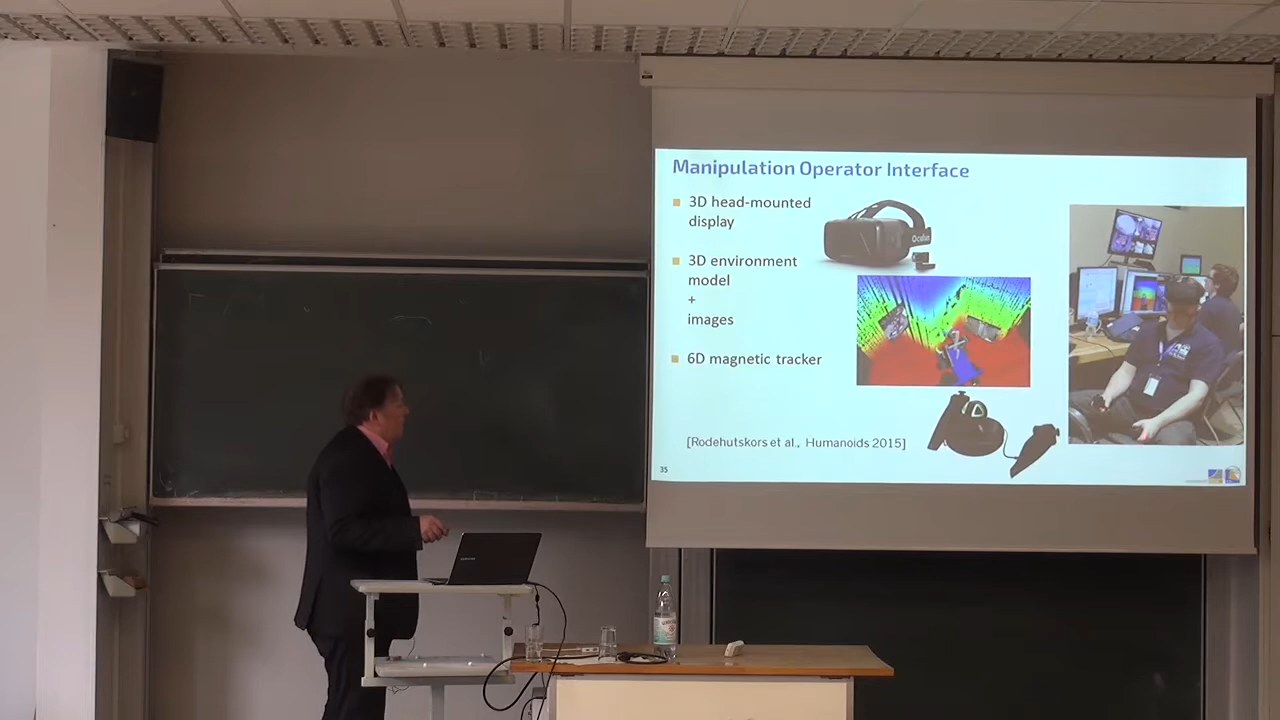 Manipulation Operator Interface
3D head-mounted
display
3D environment
model
+
images
6D magnetic tracker
Oculus
[Rodehutskors et al., Humanoids 2015]
35